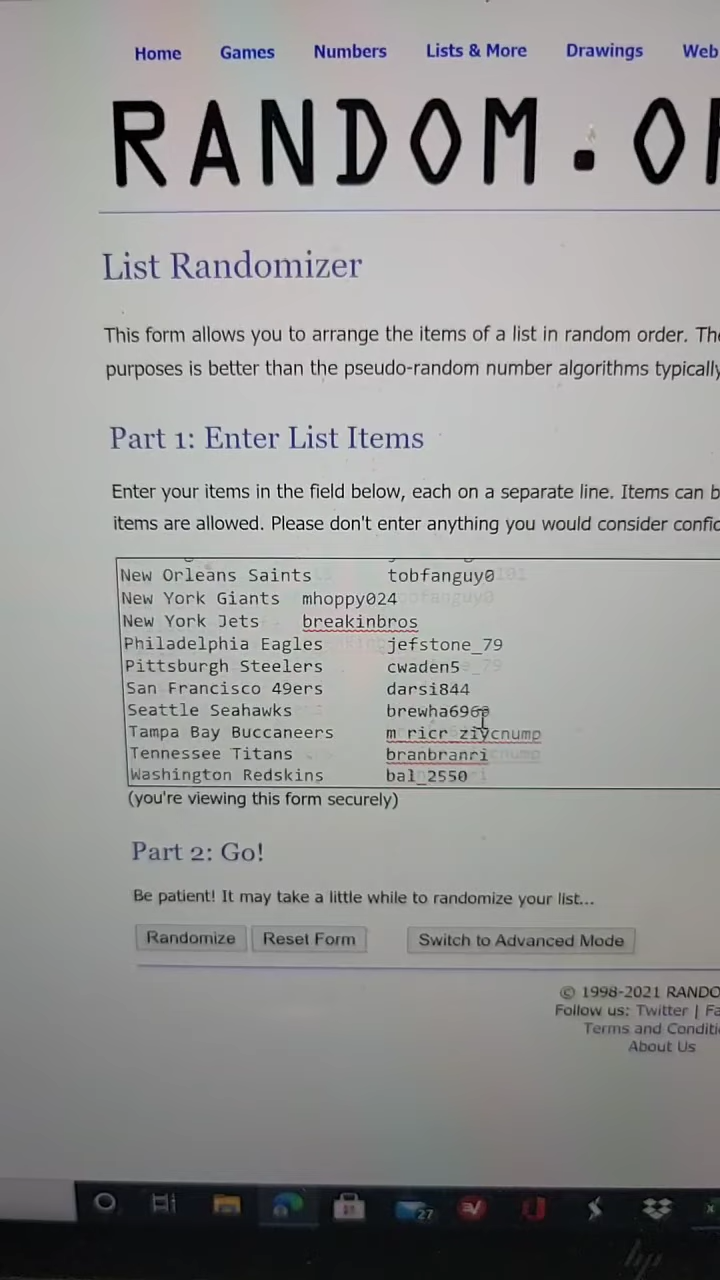 Home Games Numbers Lists & More Drawings Web
RANDOM.O
List Randomizer
This form allows you to arrange the items of a list in random order. The
purposes is better than the pseudo-random number algorithms typically
Part 1: Enter List Items
Enter your items in the field below, each on a separate line. Items can b
items are allowed. Please don't enter anything you would consider confid
New Orleans Saints tobfanguy0
New York Giants mhoppy024
New York Jets breakinbros
Philadelphia Eagles jefstone_79
Pittsburgh Steelers cwaden5
San Francisco 49ers darsi844
Seattle Seahawks
Tampa Bay Buccaneers
Tennessee Titans branbranri
Washington Redskins bal_2550
(you're viewing this form securely)
Part 2: Go!
Be patient! It may take a little while to randomize your list...
Randomize Reset Form Switch to Advanced Mode
© 1998-2021 RANDO
Follow us: Twitter | Fa
Terms and Conditi
About Us
27
hp